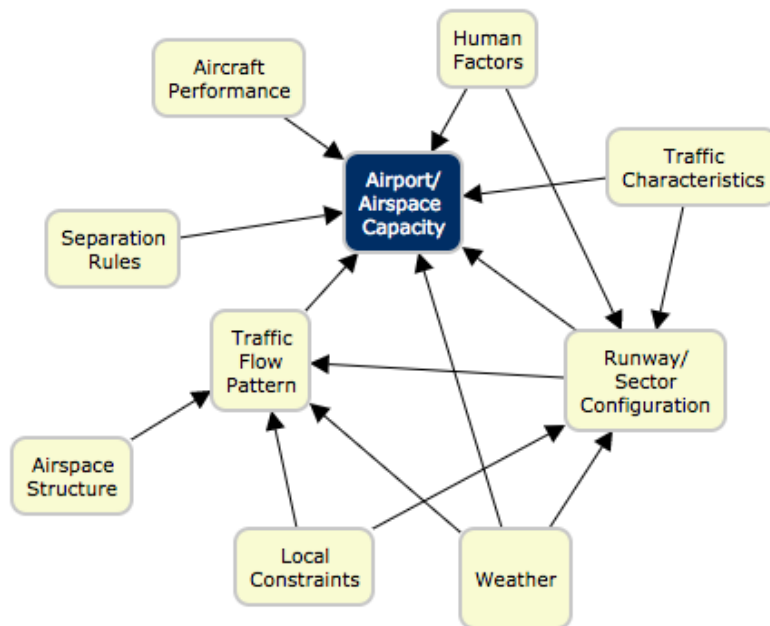 Human
Factors
Aircraft
Performance
Airport/
Airspace
Capacity
Traffic
Characteristics
Separation
Rules
Traffic
Flow
Pattern
Runway/
Sector
Configuration
Airspace
Structure
Local
Constraints
Weather